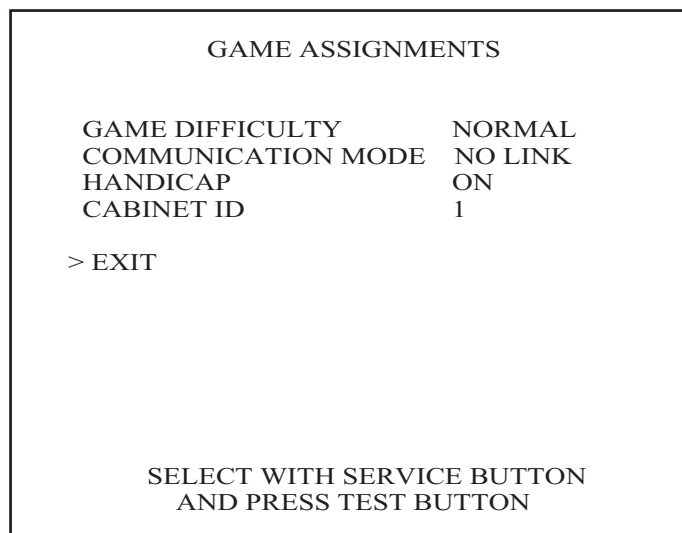 GAME ASSIGNMENTS
GAME DIFFICULTY NORMAL
COMMUNICATION MODE NO LINK
HANDICAP ON
CABINET ID 1
> EXIT
SELECT WITH SERVICE BUTTON
AND PRESS TEST BUTTON